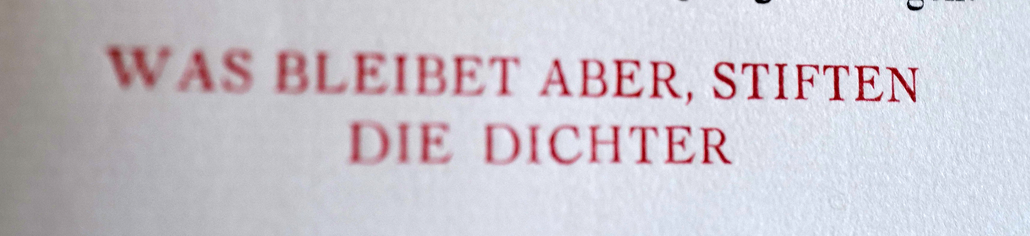 WAS BLEIBET ABER, STIFTEN
DIE DICHTER